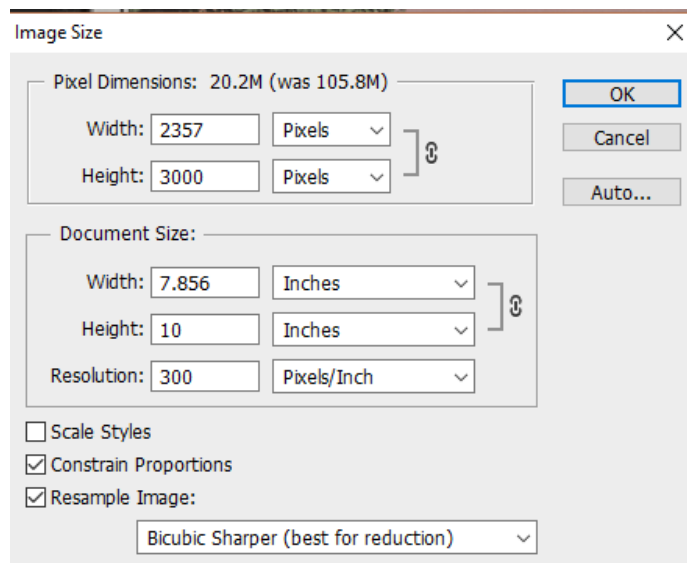 Image Size
Pixel Dimensions: 20.2M (was 105.8M)
OK
Width: 2357 Pixels
Cancel
Height: 3000 Pixels
Auto...
Document Size:
Width: 7.856 Inches
Height: 10 Inches
Resolution: 300 Pixels/Inch
Scale Styles
Constrain Proportions
Resample Image:
Bicubic Sharper (best for reduction)